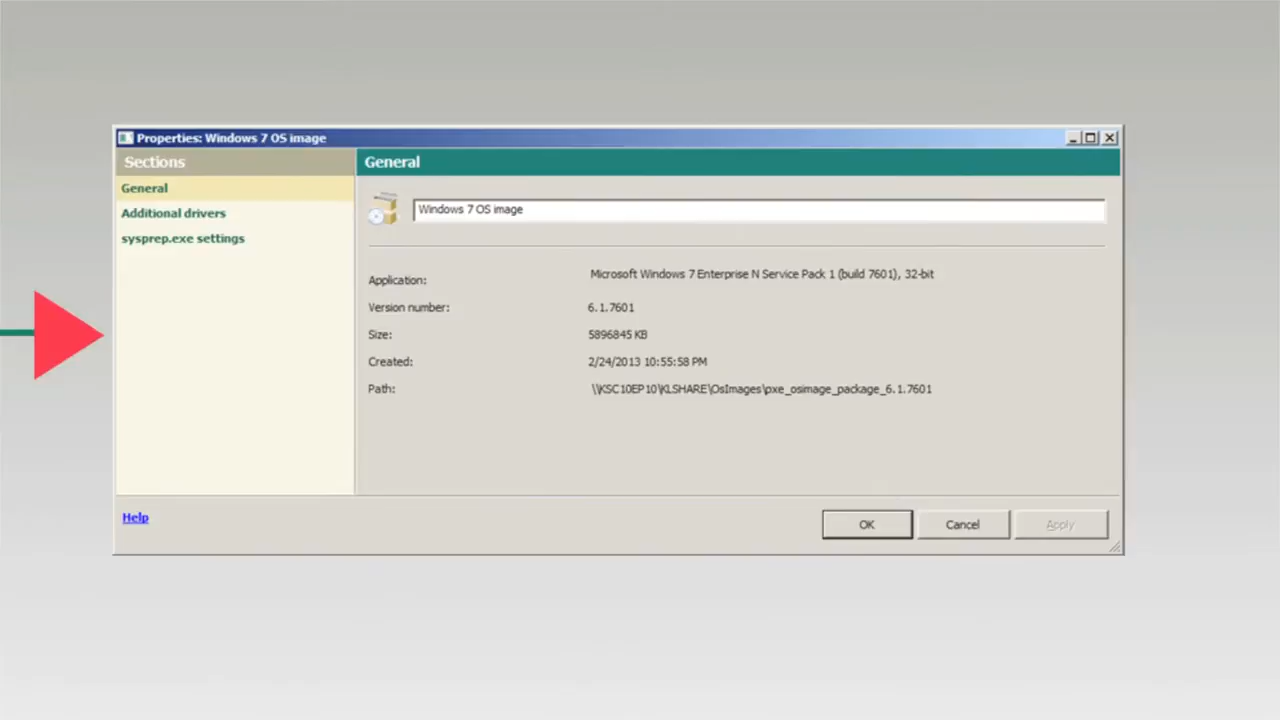 Properties: Windows 7 OS image
Sections
General
General
Additional drivers
sysprep.exe settings
Windows 7 OS image
Application: Microsoft Windows 7 Enterprise N Service Pack 1 (build 7601), 32-bit
Version number: 6.1.7601
Size: 5896845 KB
Created: 2/24/2013 10:55:58 PM
Path: \\KSC10EP10\KLSHARE\OsImages\pxe_osimage_package_6.1.7601
Help
OK
Cancel
Apply